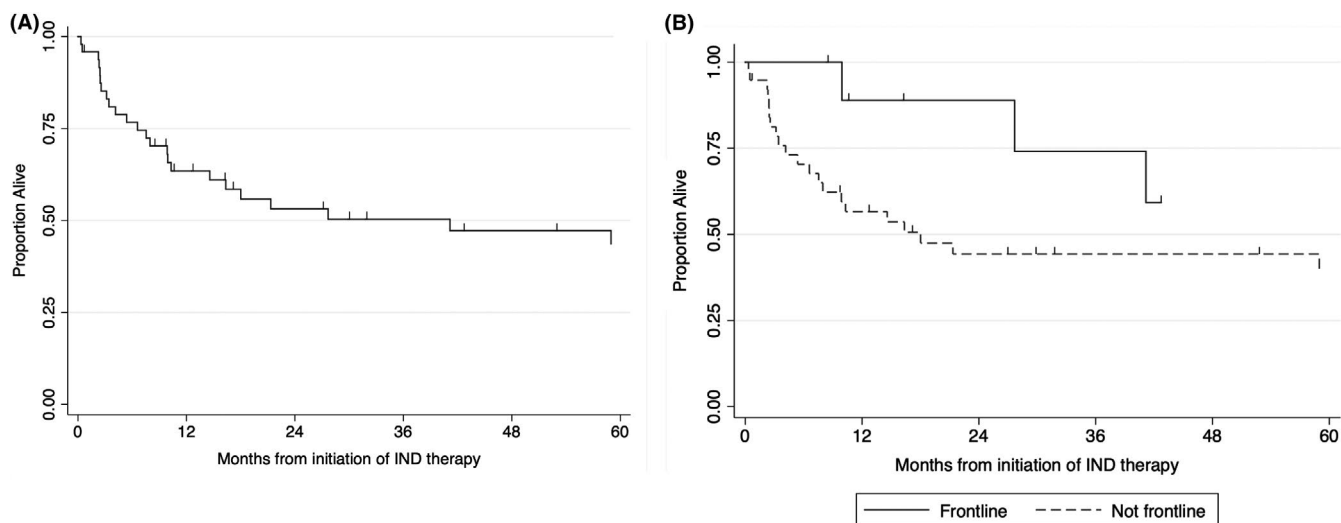 (A)
Proportion Alive
1.00
0.75
0.50
0.25
0.00
0 12 24 36 48 60
Months from initiation of IND therapy
(B)
Proportion Alive
1.00
0.75
0.50
0.25
0.00
0 12 24 36 48 60
Months from initiation of IND therapy
Frontline Not frontline